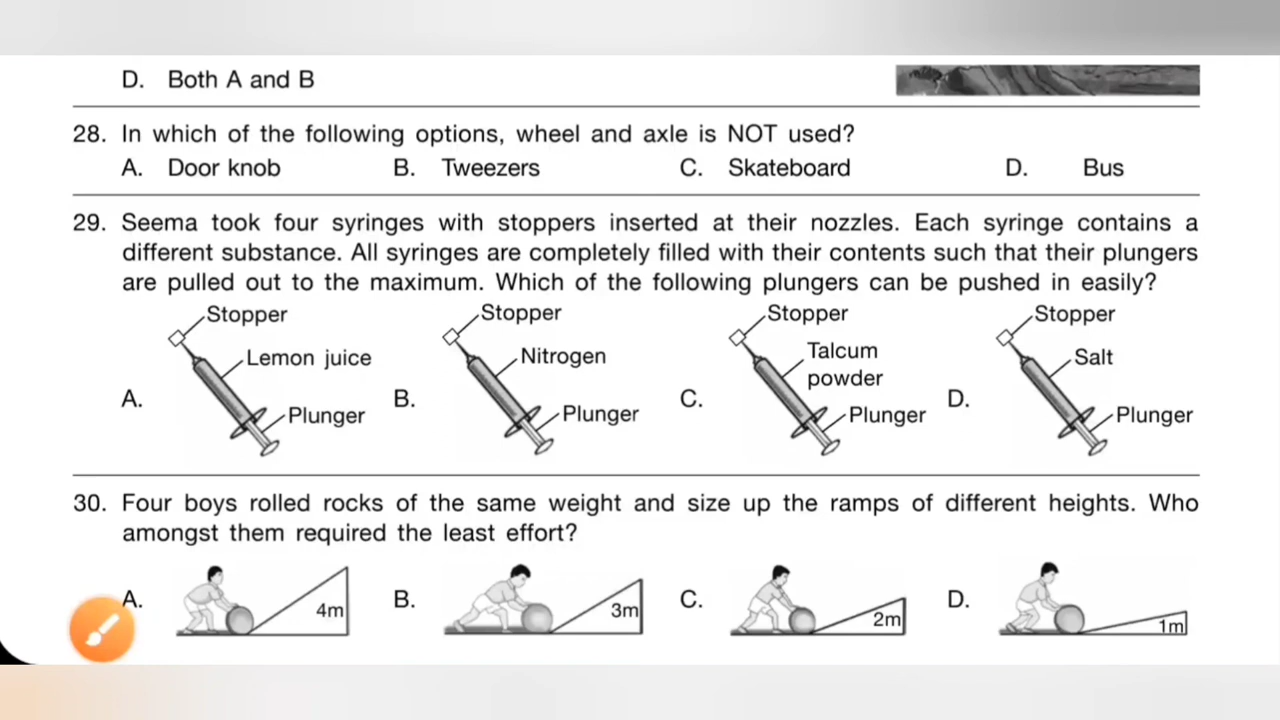 D. Both A and B
28. In which of the following options, wheel and axle is NOT used?
A. Door knob B. Tweezers C. Skateboard D. Bus
29. Seema took four syringes with stoppers inserted at their nozzles. Each syringe contains a
different substance. All syringes are completely filled with their contents such that their plungers
are pulled out to the maximum. Which of the following plungers can be pushed in easily?
A. Stopper
Lemon juice
Plunger
B. Stopper
Nitrogen
Plunger
C. Stopper
Talcum
powder
Plunger
D. Stopper
Salt
Plunger
30. Four boys rolled rocks of the same weight and size up the ramps of different heights. Who
amongst them required the least effort?
A. 4m B. 3m C. 2m D. 1m